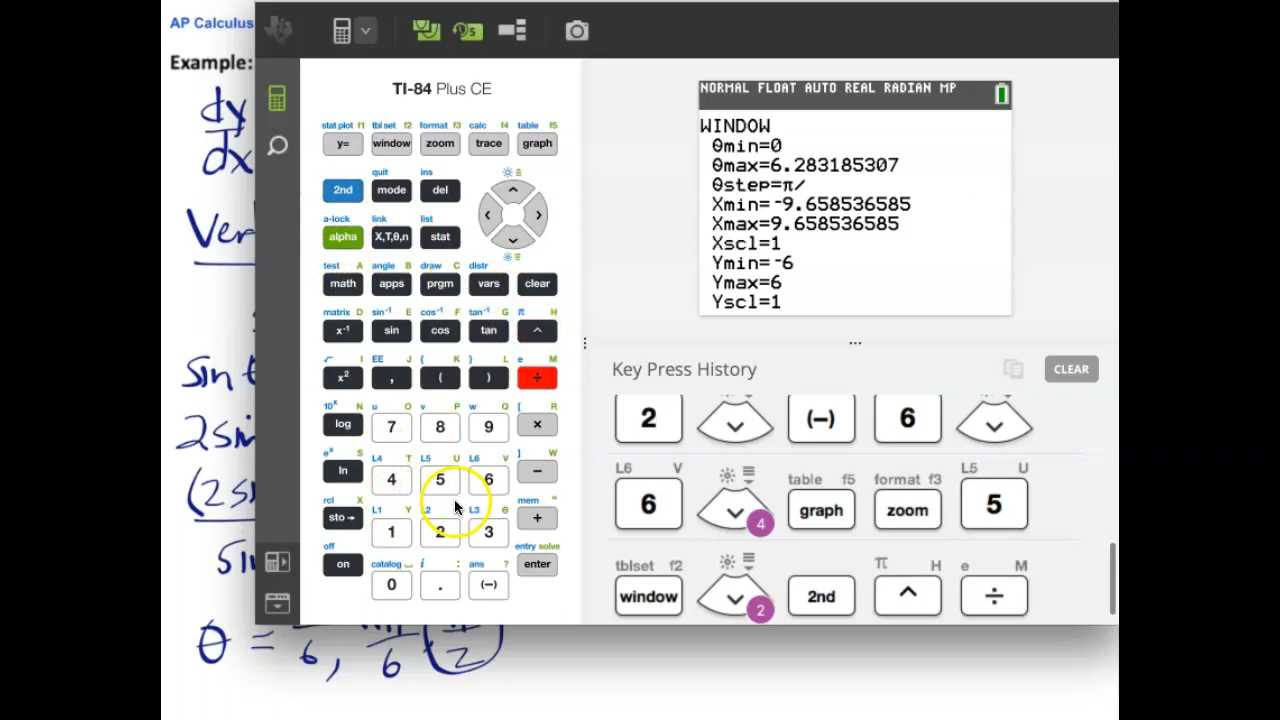 AP Calculus
Example:
dy
dx
Ver
sin t
2sin
(2s
sin
θ = 6, π/6 π/2
TI-84 Plus CE
stat plot f1 tbl set f2 format f3 calc f4 table f5
y= window zoom trace graph
quit ins
2nd mode del
a-lock link list
alpha X,T,θ,n stat
test A angle B draw C distr
math apps prgm vars clear
matrix D sin⁻¹ E cos⁻¹ F tan⁻¹ G π H
x⁻¹ sin cos tan ^
√ I EE J { K } L e M
x² , ( ) ÷
10ˣ N u O v P w Q [ R
log 7 8 9 ×
eˣ S L4 T L5 U L6 V ] W
ln 4 5 6 −
rcl X L1 Y L2 L3 θ mem "
sto→ 1 2 3 +
off catalog i : ans ? entry solve
on 0 . (−) enter
NORMAL FLOAT AUTO REAL RADIAN MP
WINDOW
θmin=0
θmax=6.283185307
θstep=π/
Xmin=-9.658536585
Xmax=9.658536585
Xscl=1
Ymin=-6
Ymax=6
Yscl=1
Key Press History
CLEAR
2 (−) 6
L6 V table f5 format f3 L5 U
6 4 graph zoom 5
tblset f2 π H e M
window 2 2nd ^ ÷